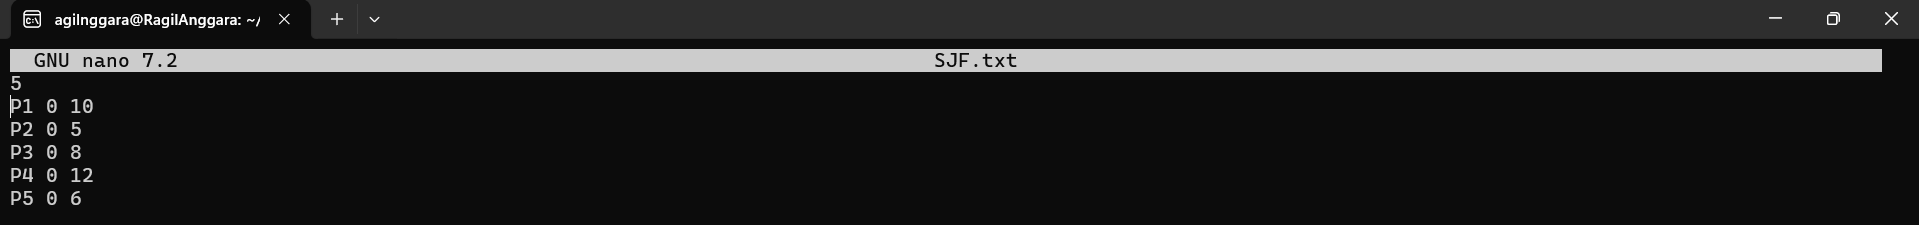 agilnggara@RagilAnggara: ~/
GNU nano 7.2 SJF.txt
5
P1 0 10
P2 0 5
P3 0 8
P4 0 12
P5 0 6